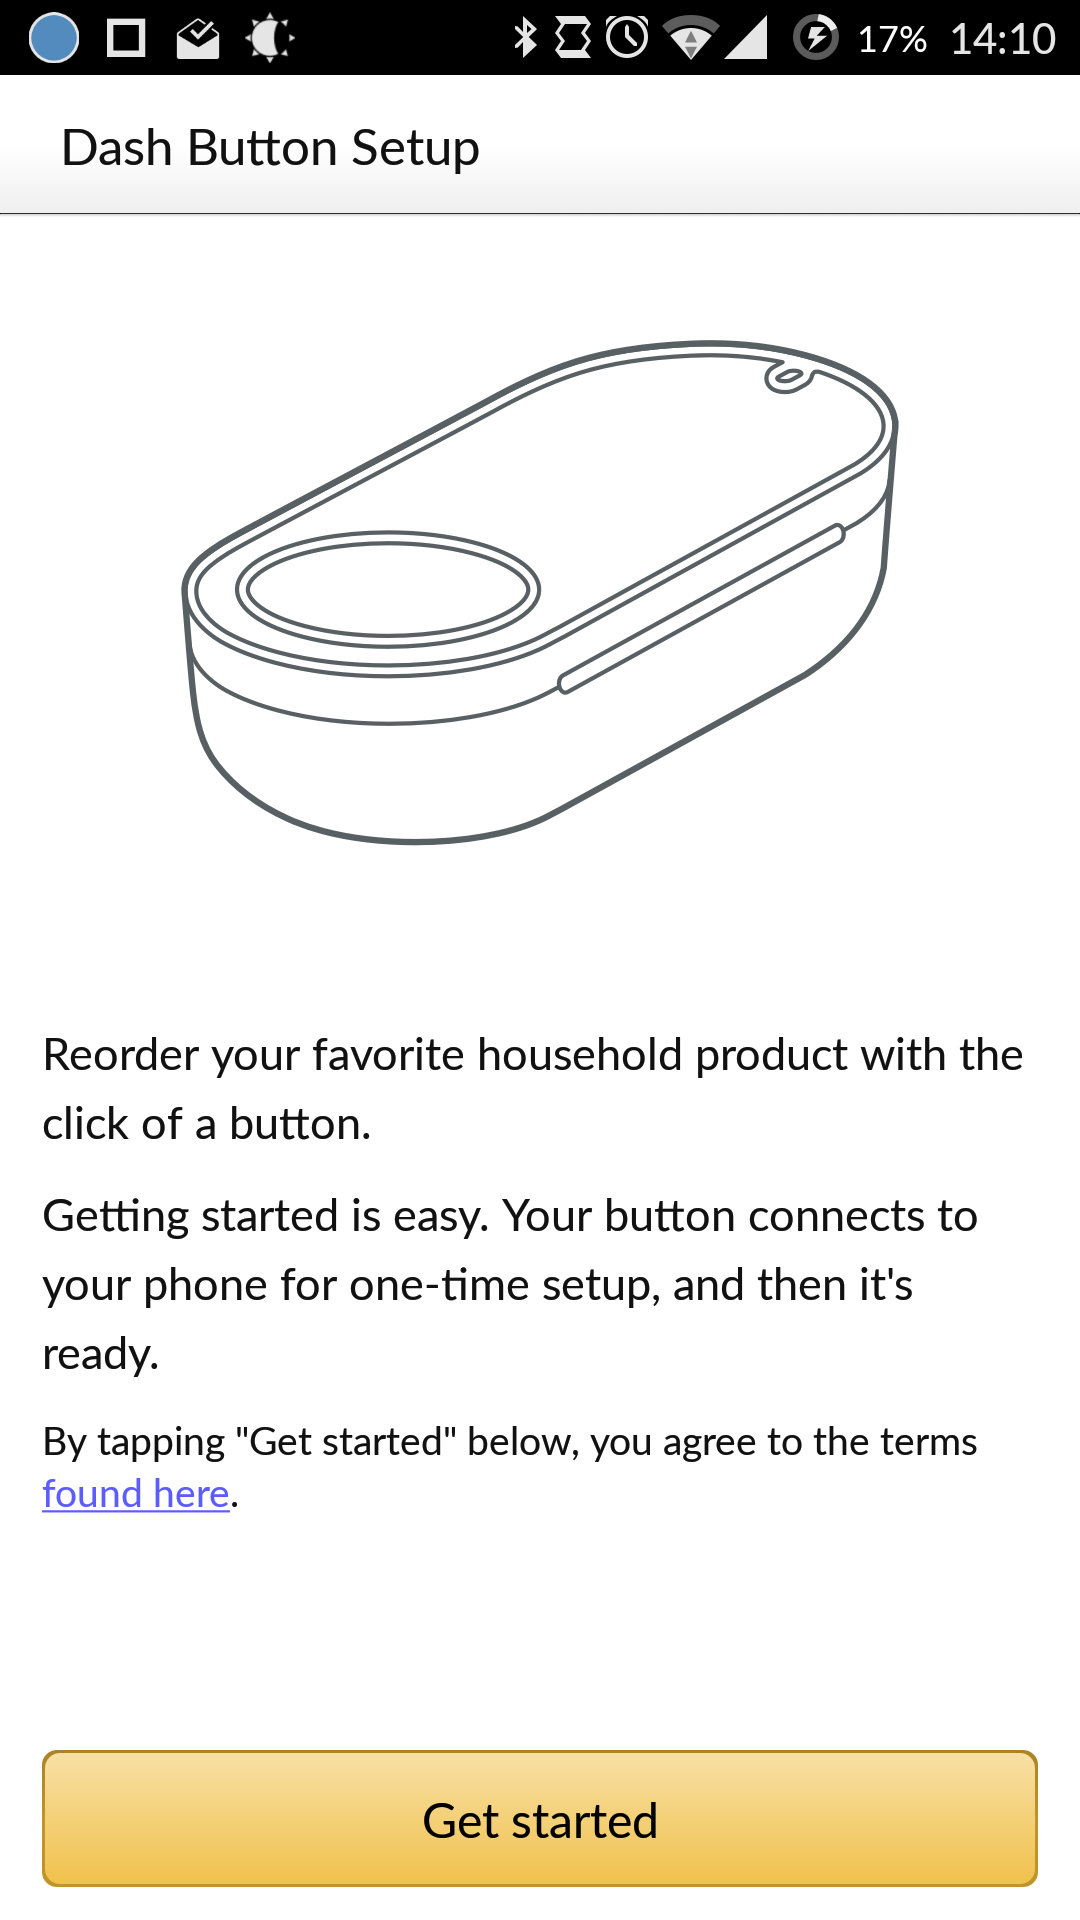 17% 14:10
Dash Button Setup
Reorder your favorite household product with the
click of a button.
Getting started is easy. Your button connects to
your phone for one-time setup, and then it's
ready.
By tapping "Get started" below, you agree to the terms
found here.
Get started